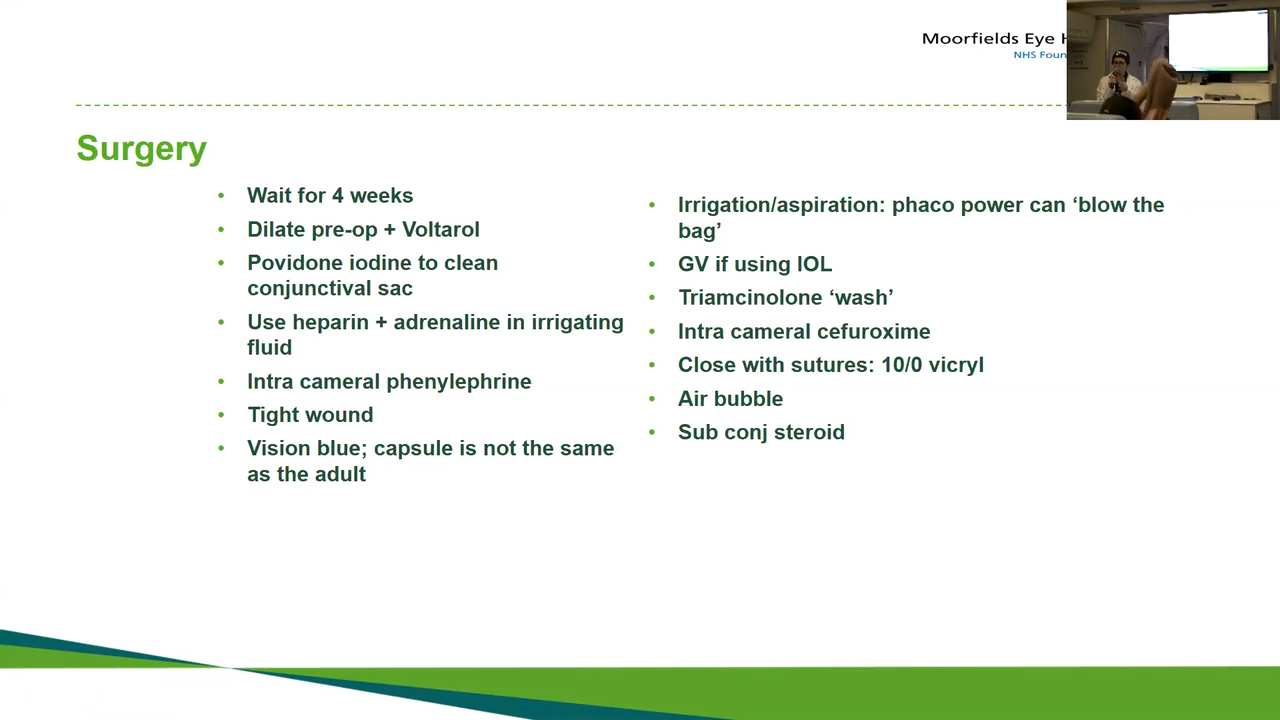 Moorfields Eye
NHS
Surgery
• Wait for 4 weeks
• Dilate pre-op + Voltarol
• Povidone iodine to clean
conjunctival sac
• Use heparin + adrenaline in irrigating
fluid
• Intra cameral phenylephrine
• Tight wound
• Vision blue; capsule is not the same
as the adult
• Irrigation/aspiration: phaco power can ‘blow the
bag’
• GV if using IOL
• Triamcinolone ‘wash’
• Intra cameral cefuroxime
• Close with sutures: 10/0 vicryl
• Air bubble
• Sub conj steroid